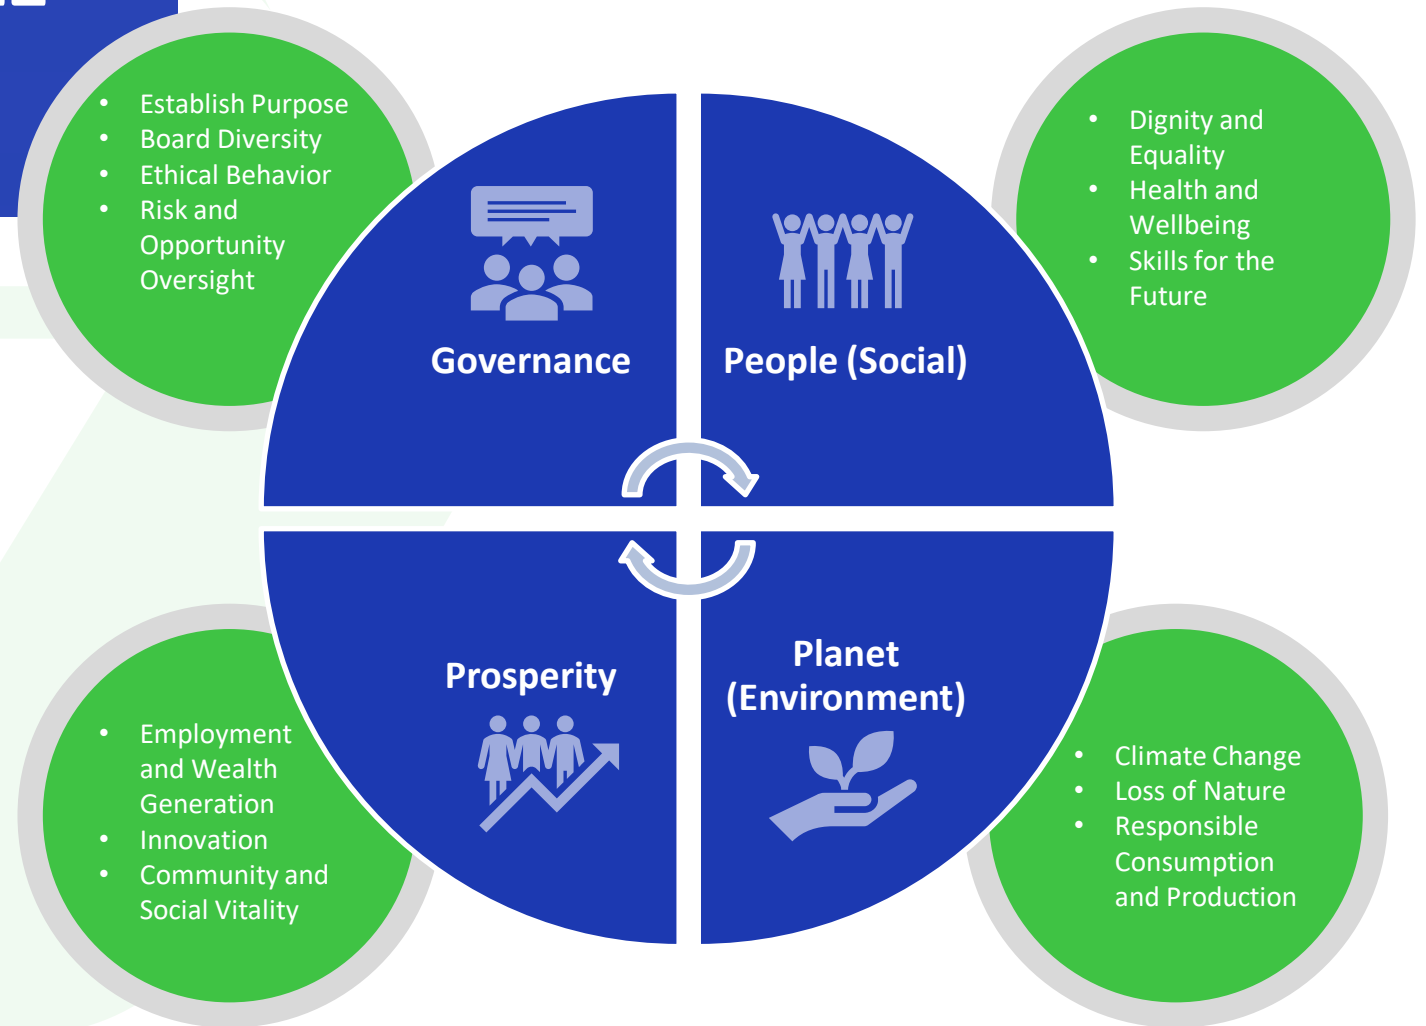 • Establish Purpose
• Board Diversity
• Ethical Behavior
• Risk and
Opportunity
Oversight
Governance
People (Social)
• Dignity and
Equality
• Health and
Wellbeing
• Skills for the
Future
Prosperity
• Employment
and Wealth
Generation
• Innovation
• Community and
Social Vitality
Planet
(Environment)
• Climate Change
• Loss of Nature
• Responsible
Consumption
and Production